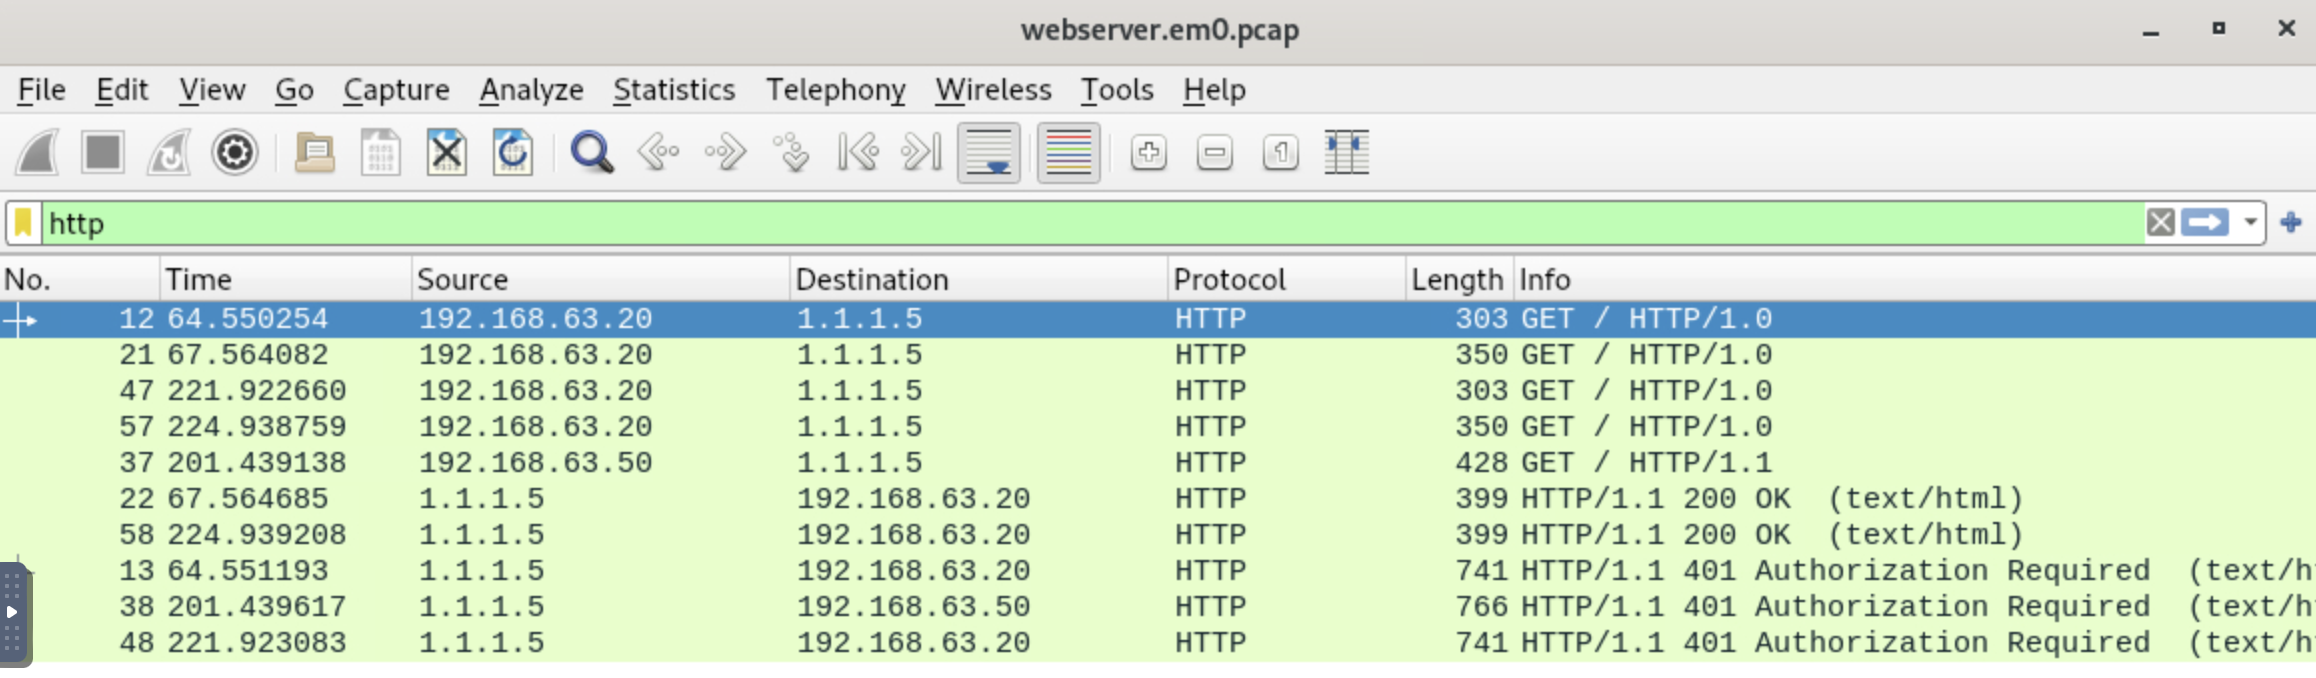 webserver.em0.pcap
File Edit View Go Capture Analyze Statistics Telephony Wireless Tools Help
http
No. Time Source Destination Protocol Length Info
12 64.550254 192.168.63.20 1.1.1.5 HTTP 303 GET / HTTP/1.0
21 67.564082 192.168.63.20 1.1.1.5 HTTP 350 GET / HTTP/1.0
47 221.922660 192.168.63.20 1.1.1.5 HTTP 303 GET / HTTP/1.0
57 224.938759 192.168.63.20 1.1.1.5 HTTP 350 GET / HTTP/1.0
37 201.439138 192.168.63.50 1.1.1.5 HTTP 428 GET / HTTP/1.1
22 67.564685 1.1.1.5 192.168.63.20 HTTP 399 HTTP/1.1 200 OK (text/html)
58 224.939208 1.1.1.5 192.168.63.20 HTTP 399 HTTP/1.1 200 OK (text/html)
13 64.551193 1.1.1.5 192.168.63.20 HTTP 741 HTTP/1.1 401 Authorization Required (text/h
38 201.439617 1.1.1.5 192.168.63.50 HTTP 766 HTTP/1.1 401 Authorization Required (text/h
48 221.923083 1.1.1.5 192.168.63.20 HTTP 741 HTTP/1.1 401 Authorization Required (text/h